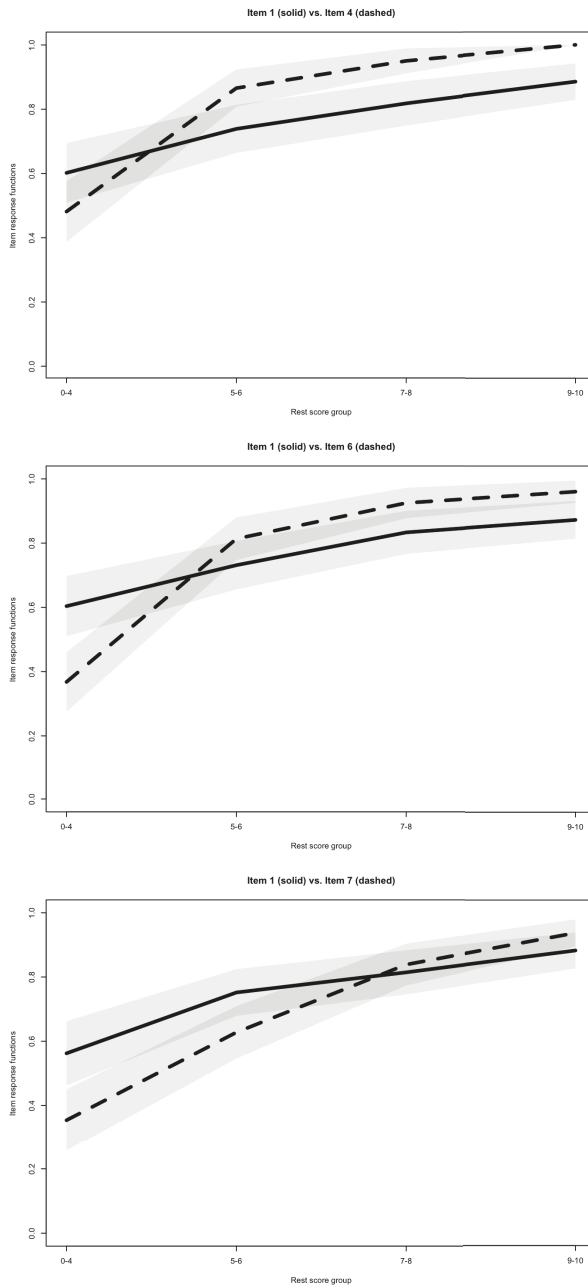 Item 1 (solid) vs. Item 4 (dashed)
Item response functions
1.0
0.8
0.6
0.4
0.2
0.0
0-4 5-6 7-8 9-10
Rest score group
Item 1 (solid) vs. Item 6 (dashed)
Item response functions
1.0
0.8
0.6
0.4
0.2
0.0
0-4 5-6 7-8 9-10
Rest score group
Item 1 (solid) vs. Item 7 (dashed)
Item response functions
1.0
0.8
0.6
0.4
0.2
0.0
0-4 5-6 7-8 9-10
Rest score group